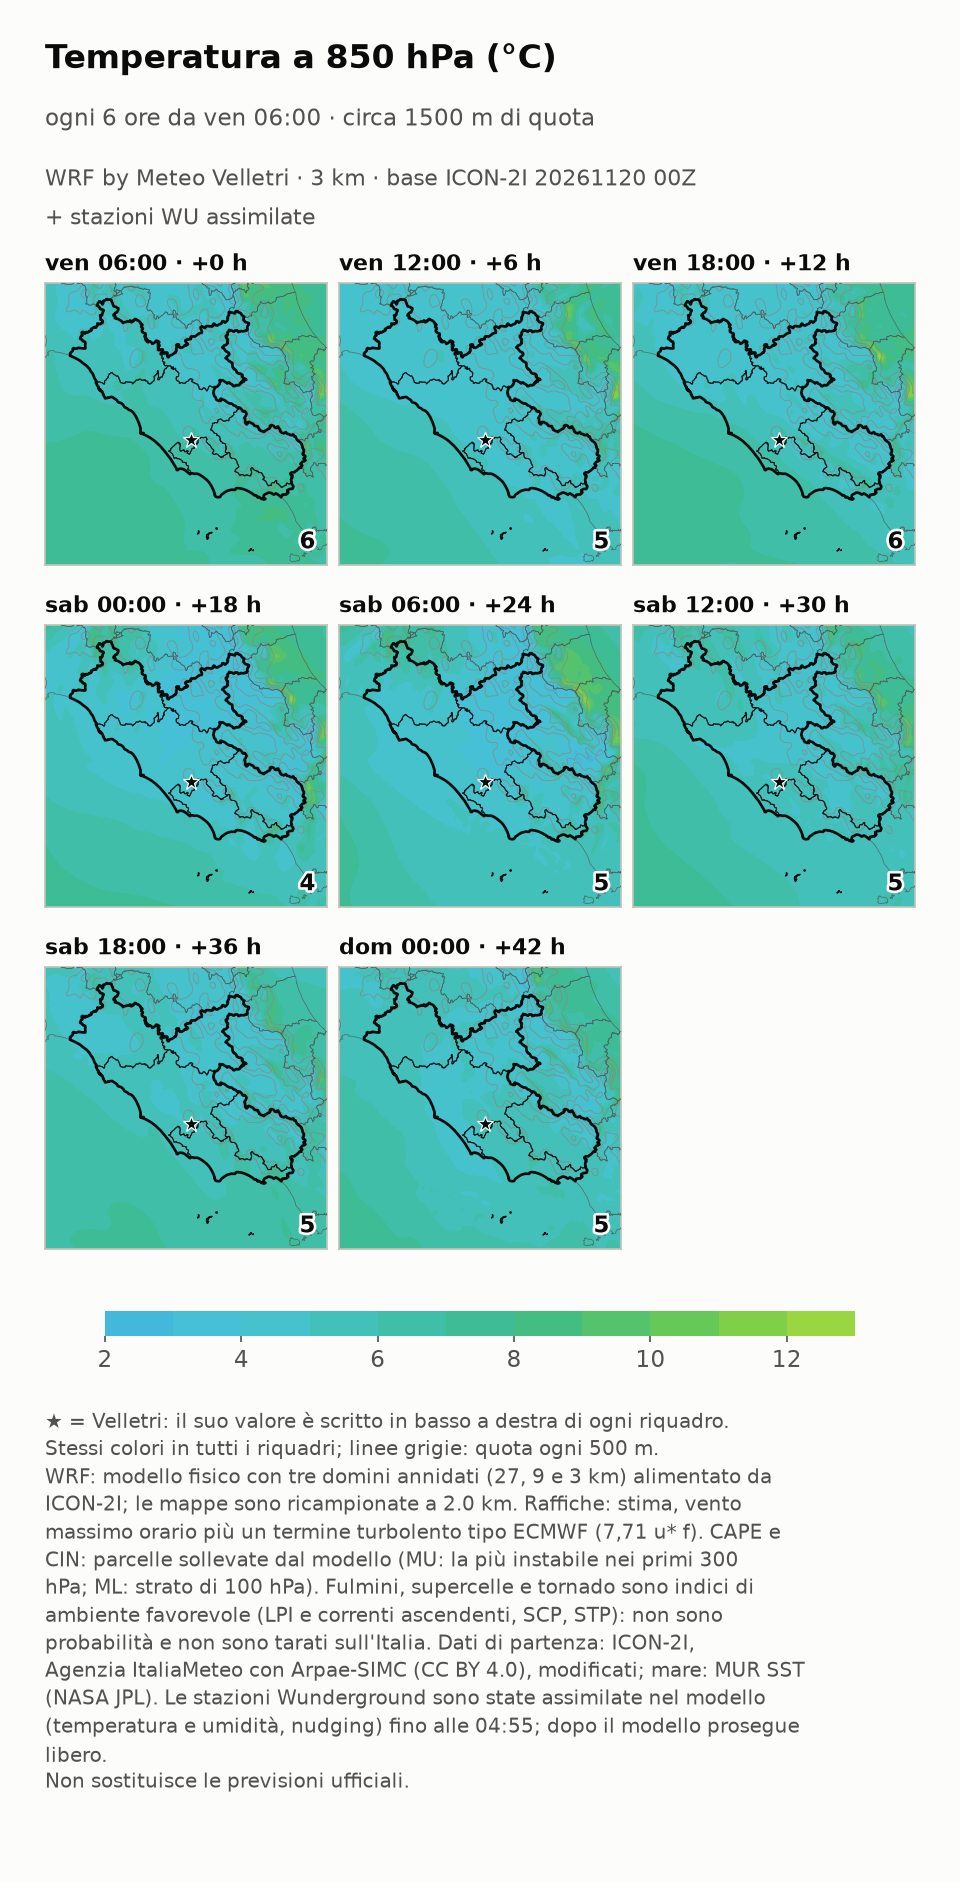 Temperatura a 850 hPa (°C)
ogni 6 ore da ven 06:00 · circa 1500 m di quota
WRF by Meteo Velletri · 3 km · base ICON-2I 20261120 00Z
+ stazioni WU assimilate
ven 06:00 · +0 h
ven 12:00 · +6 h
ven 18:00 · +12 h
6
5
6
sab 00:00 · +18 h
sab 06:00 · +24 h
sab 12:00 · +30 h
4
5
5
sab 18:00 · +36 h
dom 00:00 · +42 h
5
5
2 4 6 8 10 12
★ = Velletri: il suo valore è scritto in basso a destra di ogni riquadro.
Stessi colori in tutti i riquadri; linee grigie: quota ogni 500 m.
WRF: modello fisico con tre domini annidati (27, 9 e 3 km) alimentato da
ICON-2I; le mappe sono ricampionate a 2.0 km. Raffiche: stima, vento
massimo orario più un termine turbolento tipo ECMWF (7,71 u* f). CAPE e
CIN: parcelle sollevate dal modello (MU: la più instabile nei primi 300
hPa; ML: strato di 100 hPa). Fulmini, supercelle e tornado sono indici di
ambiente favorevole (LPI e correnti ascendenti, SCP, STP): non sono
probabilità e non sono tarati sull'Italia. Dati di partenza: ICON-2I,
Agenzia ItaliaMeteo con Arpae-SIMC (CC BY 4.0), modificati; mare: MUR SST
(NASA JPL). Le stazioni Wunderground sono state assimilate nel modello
(temperatura e umidità, nudging) fino alle 04:55; dopo il modello prosegue
libero.
Non sostituisce le previsioni ufficiali.